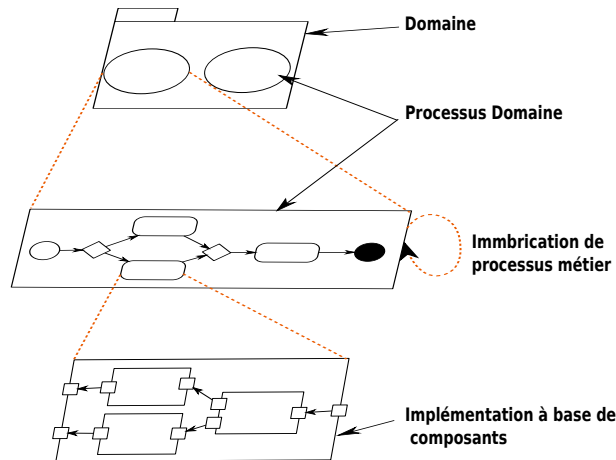 Domaine
Processus Domaine
Immbrication de
processus métier
Implémentation à base de
composants